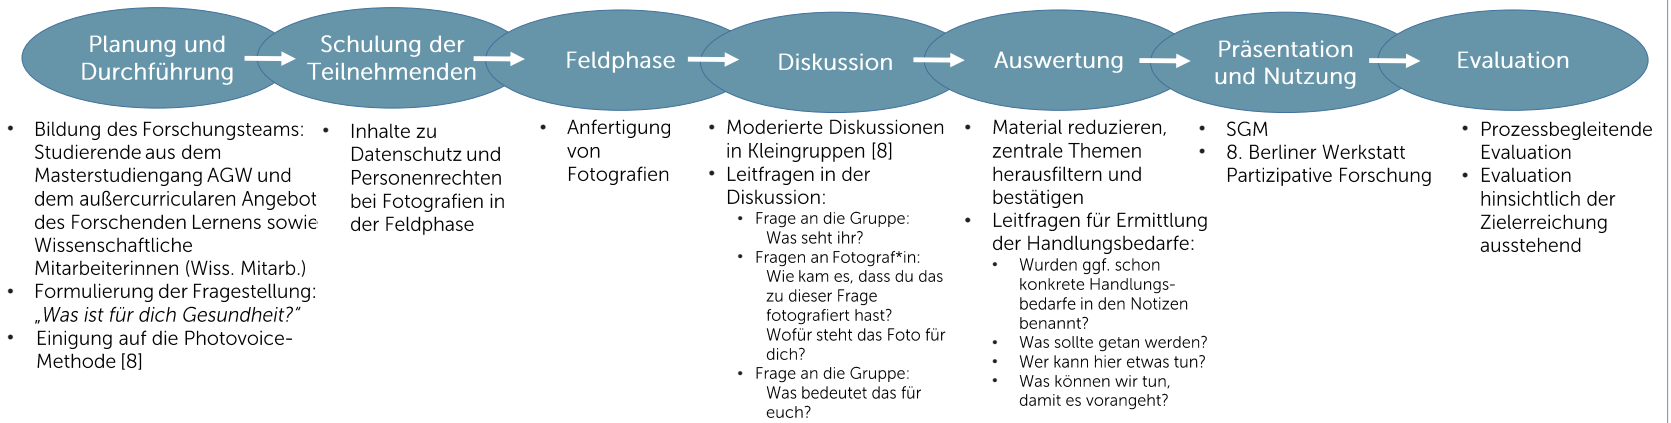 Planung und
Durchführung
Schulung der
Teilnehmenden
Feldphase
Diskussion
Auswertung
Präsentation
und Nutzung
Evaluation
• Bildung des Forschungsteams:
Studierende aus dem
Masterstudiengang AGW und
dem außercurricularen Angebot
des Forschenden Lernens sowie
Wissenschaftliche
Mitarbeiterinnen (Wiss. Mitarb.)
• Formulierung der Fragestellung:
„Was ist für dich Gesundheit?“
• Einigung auf die Photovoice-
Methode [8]
• Inhalte zu
Datenschutz und
Personenrechten
bei Fotografien in
der Feldphase
• Anfertigung
von
Fotografien
• Moderierte Diskussionen
in Kleingruppen [8]
• Leitfragen in der
Diskussion:
• Frage an die Gruppe:
Was seht ihr?
• Fragen an Fotograf*in:
Wie kam es, dass du das
zu dieser Frage
fotografiert hast?
Wofür steht das Foto für
dich?
• Frage an die Gruppe:
Was bedeutet das für
euch?
• Material reduzieren,
zentrale Themen
herausfiltern und
bestätigen
• Leitfragen für Ermittlung
der Handlungsbedarfe:
• Wurden ggf. schon
konkrete Handlungs-
bedarfe in den Notizen
benannt?
• Was sollte getan werden?
• Wer kann hier etwas tun?
• Was können wir tun,
damit es vorangeht?
• SGM
• 8. Berliner Werkstatt
Partizipative Forschung
• Prozessbegleitende
Evaluation
• Evaluation
hinsichtlich der
Zielerreichung
ausstehend